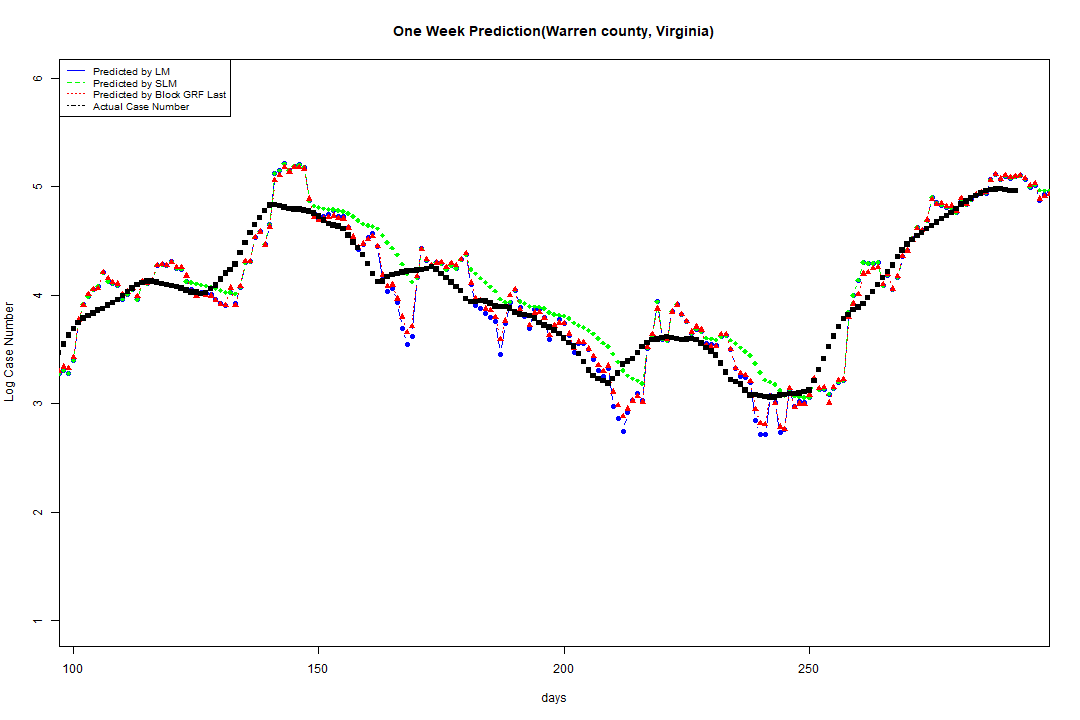 One Week Prediction(Warren county, Virginia)
Predicted by LM
Predicted by SLM
Predicted by Block GRF Last
Actual Case Number
6
5
4
3
2
1
Log Case Number
100 150 200 250
days